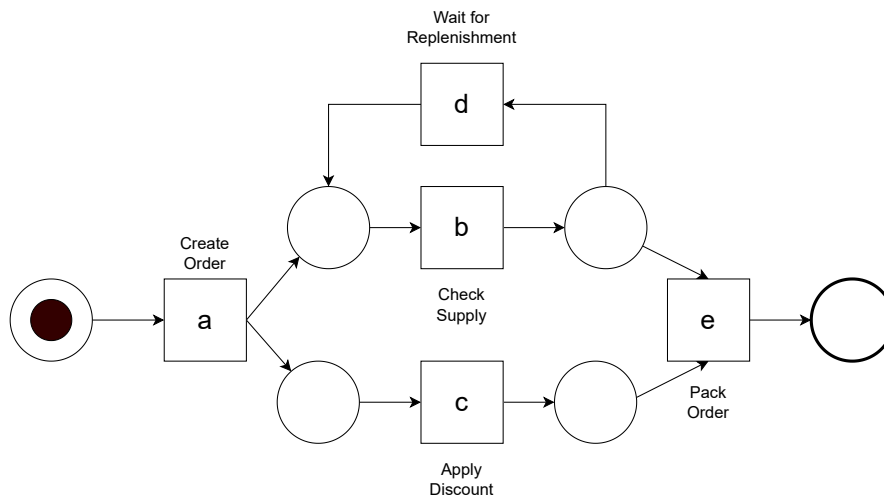 Wait for
Replenishment
d
b
Create
Order
a
Check
Supply
e
c
Pack
Order
Apply
Discount